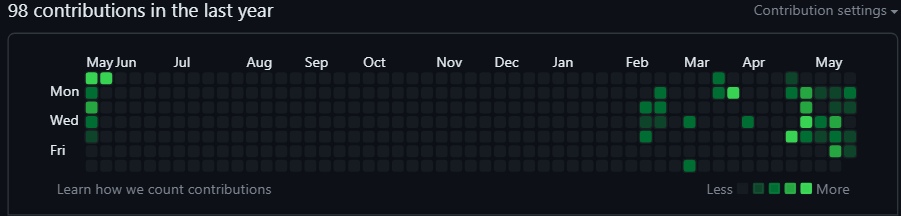 98 contributions in the last year
Contribution settings
May Jun Jul Aug Sep Oct Nov Dec Jan Feb Mar Apr May
Mon
Wed
Fri
Learn how we count contributions
Less More